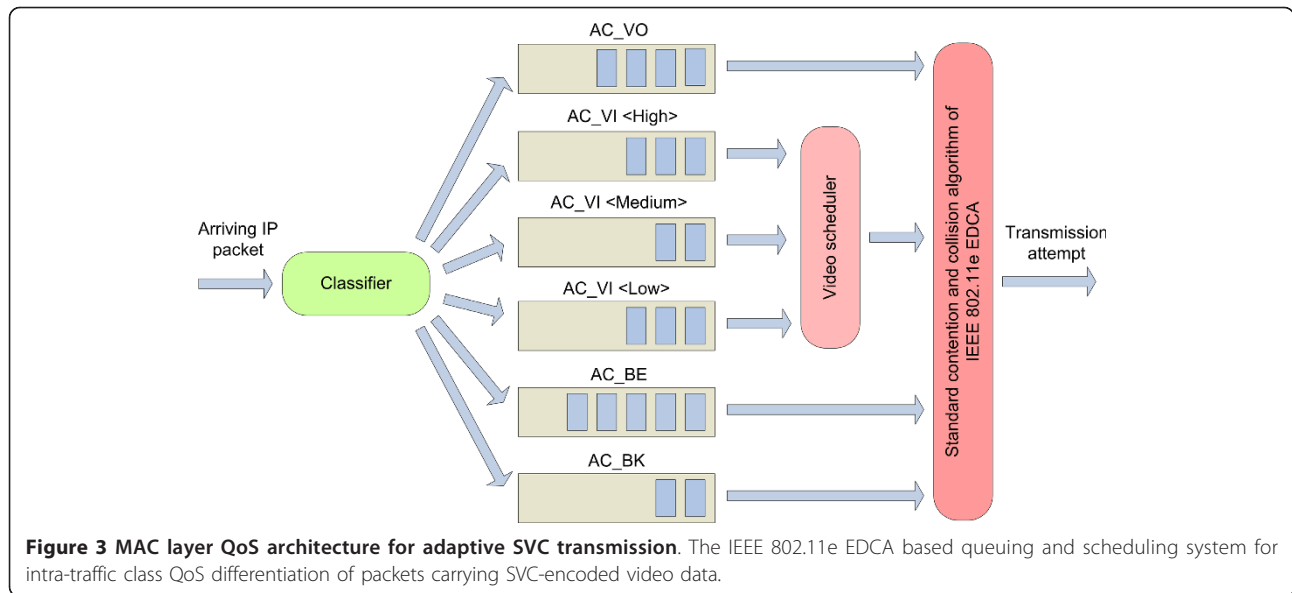 AC_VO
AC_VI <High>
AC_VI <Medium>
AC_VI <Low>
AC_BE
AC_BK
Arriving IP
packet
Classifier
Video scheduler
Standard contention and collision algorithm of
IEEE 802.11e EDCA
Transmission
attempt
Figure 3 MAC layer QoS architecture for adaptive SVC transmission. The IEEE 802.11e EDCA based queuing and scheduling system for
intra-traffic class QoS differentiation of packets carrying SVC-encoded video data.